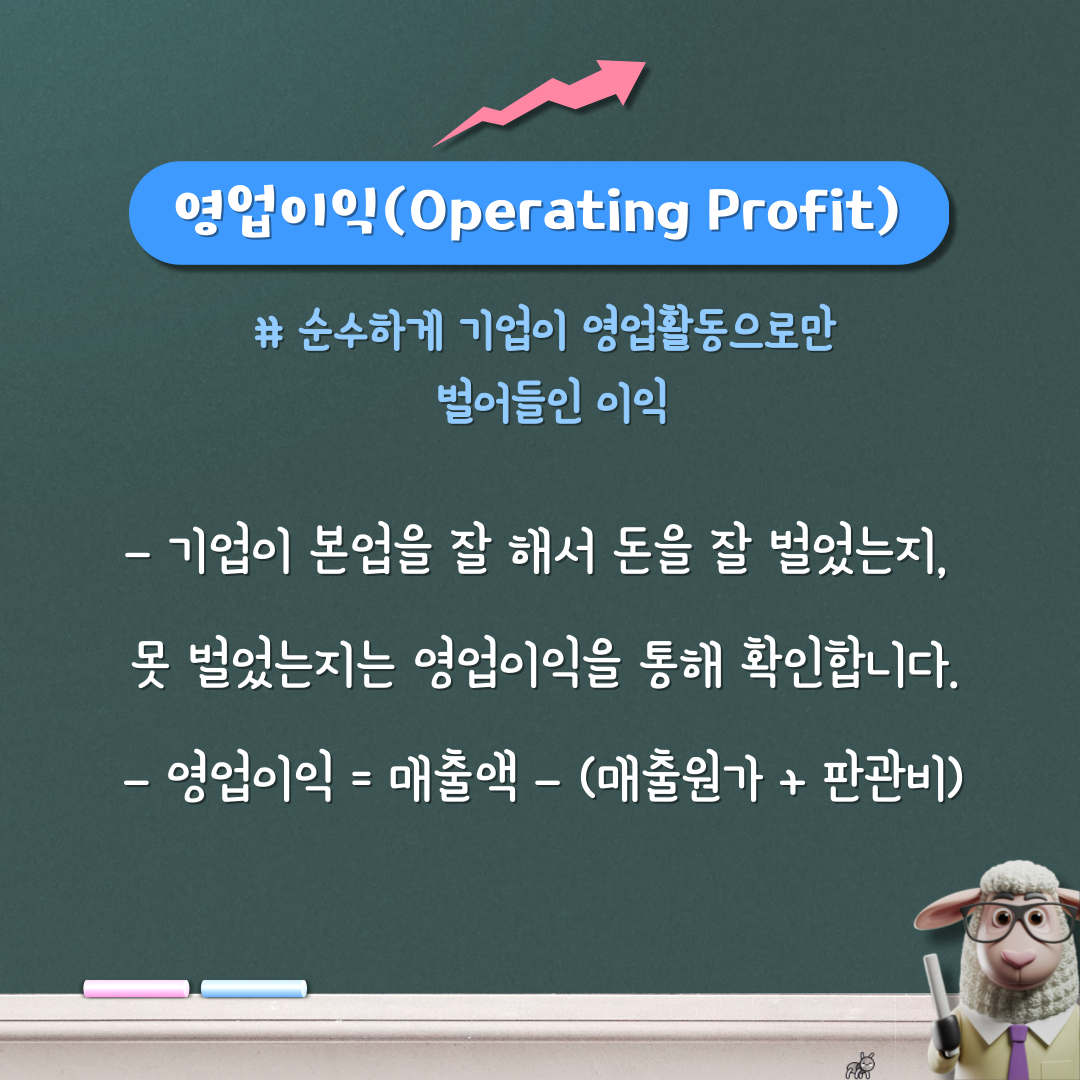 영업이익(Operating Profit)
# 순수하게 기업이 영업활동으로만
벌어들인 이익
- 기업이 본업을 잘 해서 돈을 잘 벌었는지,
못 벌었는지는 영업이익을 통해 확인합니다.
- 영업이익 = 매출액 - (매출원가 + 판관비)